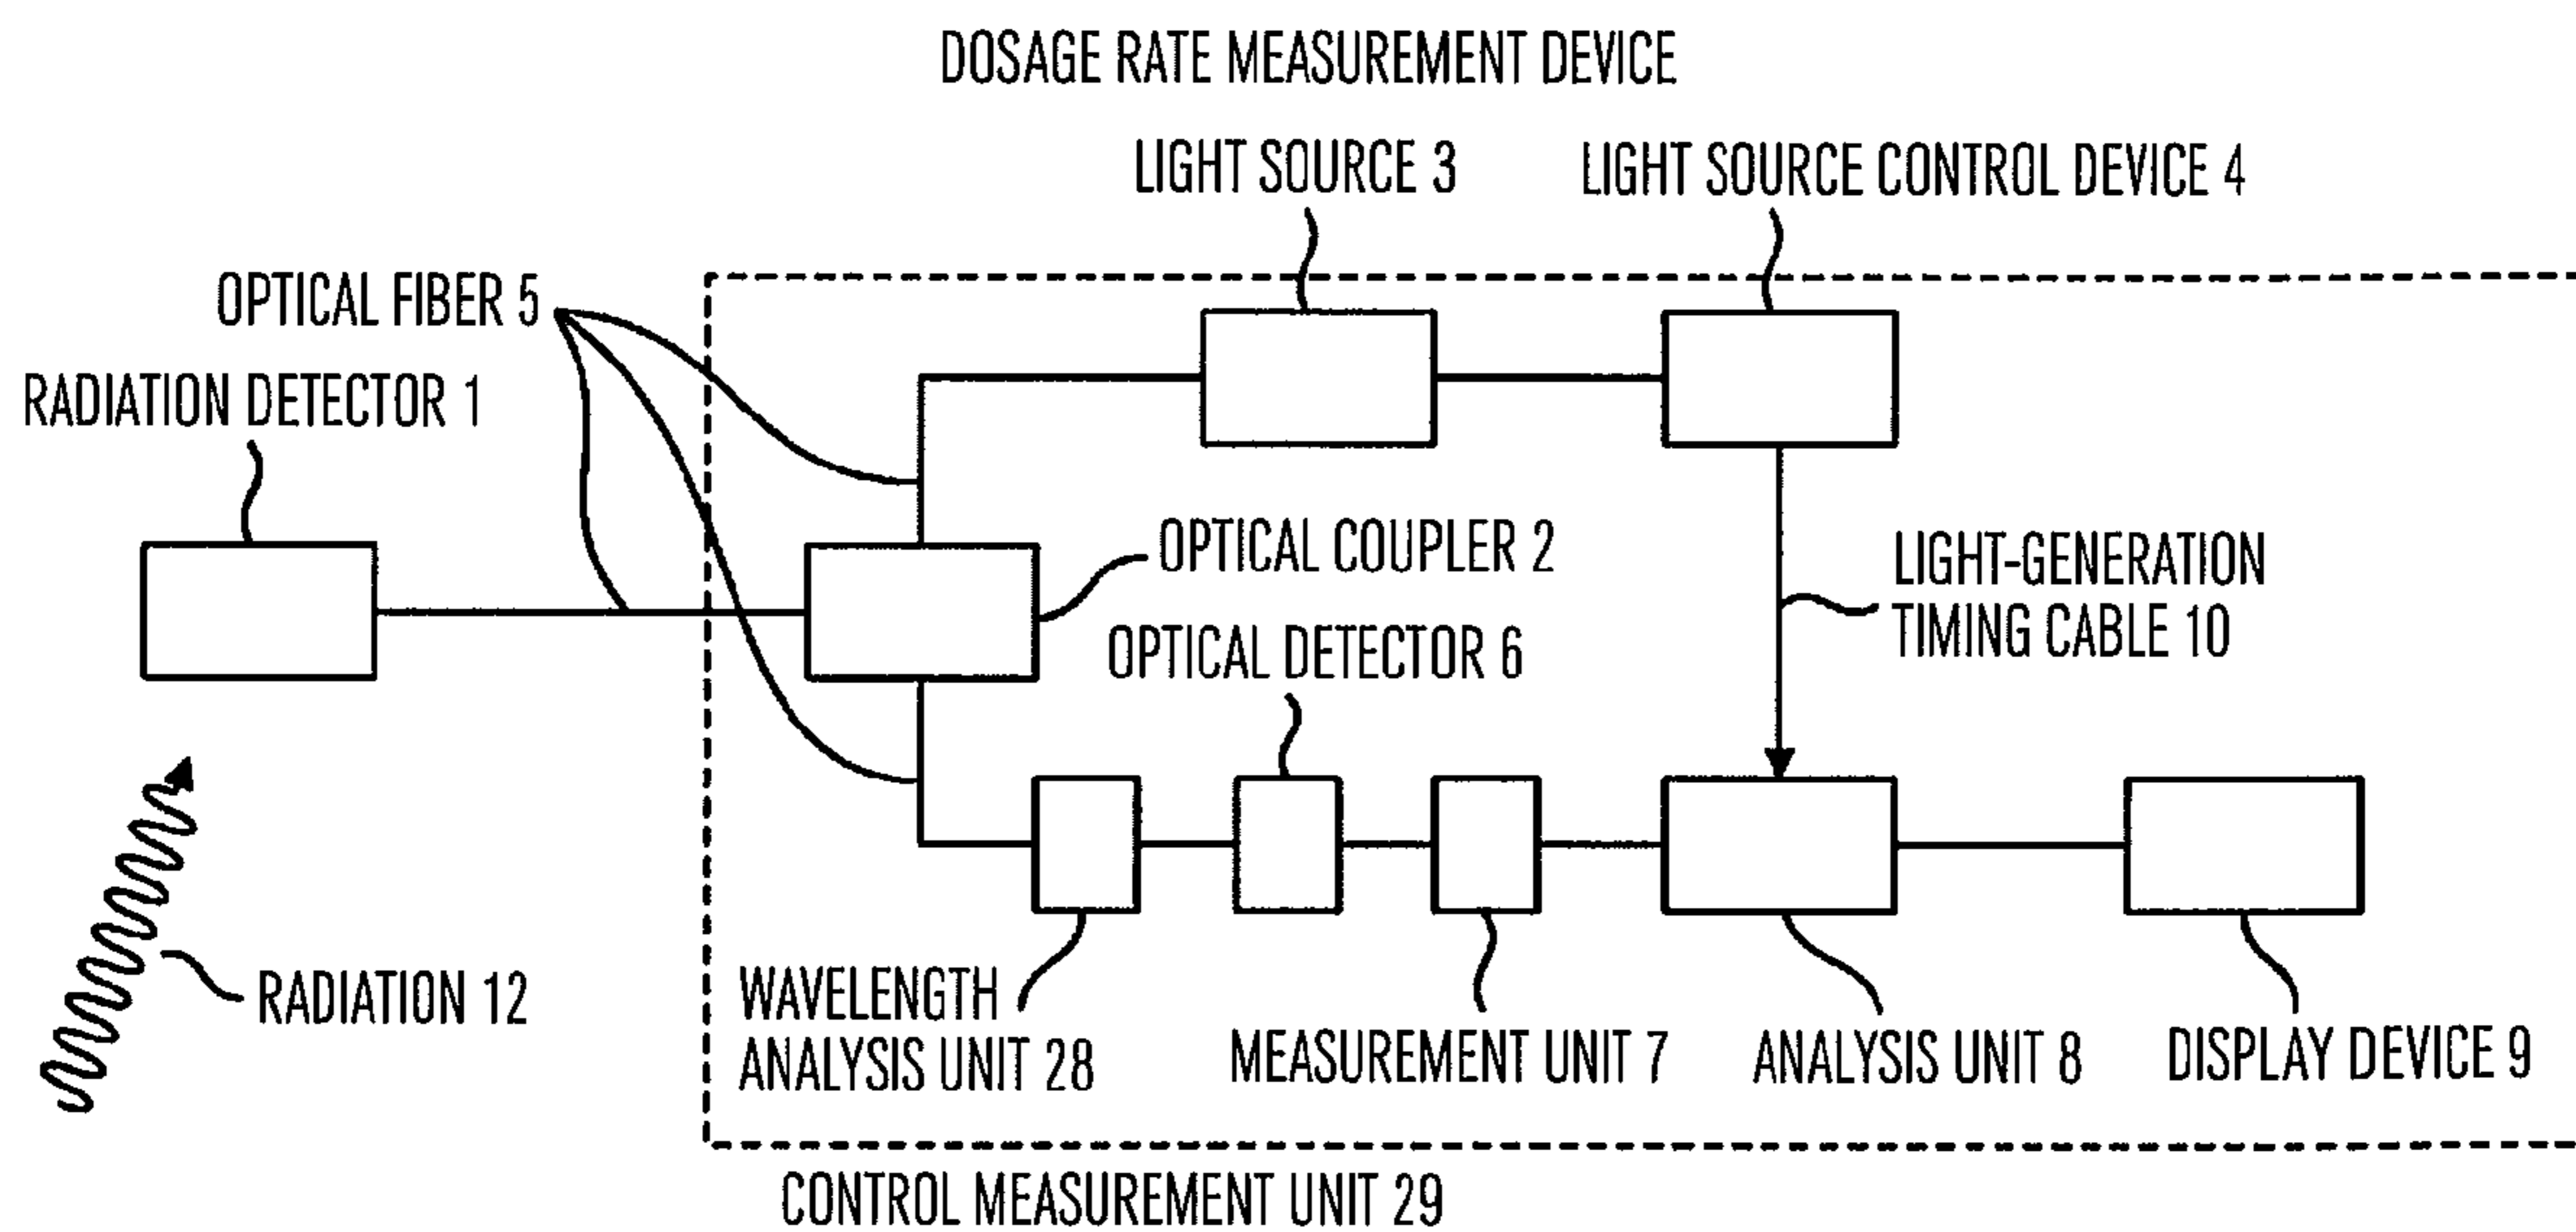 DOSAGE RATE MEASUREMENT DEVICE
LIGHT SOURCE 3
LIGHT SOURCE CONTROL DEVICE 4
OPTICAL FIBER 5
RADIATION DETECTOR 1
OPTICAL COUPLER 2
LIGHT-GENERATION
TIMING CABLE 10
OPTICAL DETECTOR 6
RADIATION 12
WAVELENGTH
ANALYSIS UNIT 28
MEASUREMENT UNIT 7
ANALYSIS UNIT 8
DISPLAY DEVICE 9
CONTROL MEASUREMENT UNIT 29